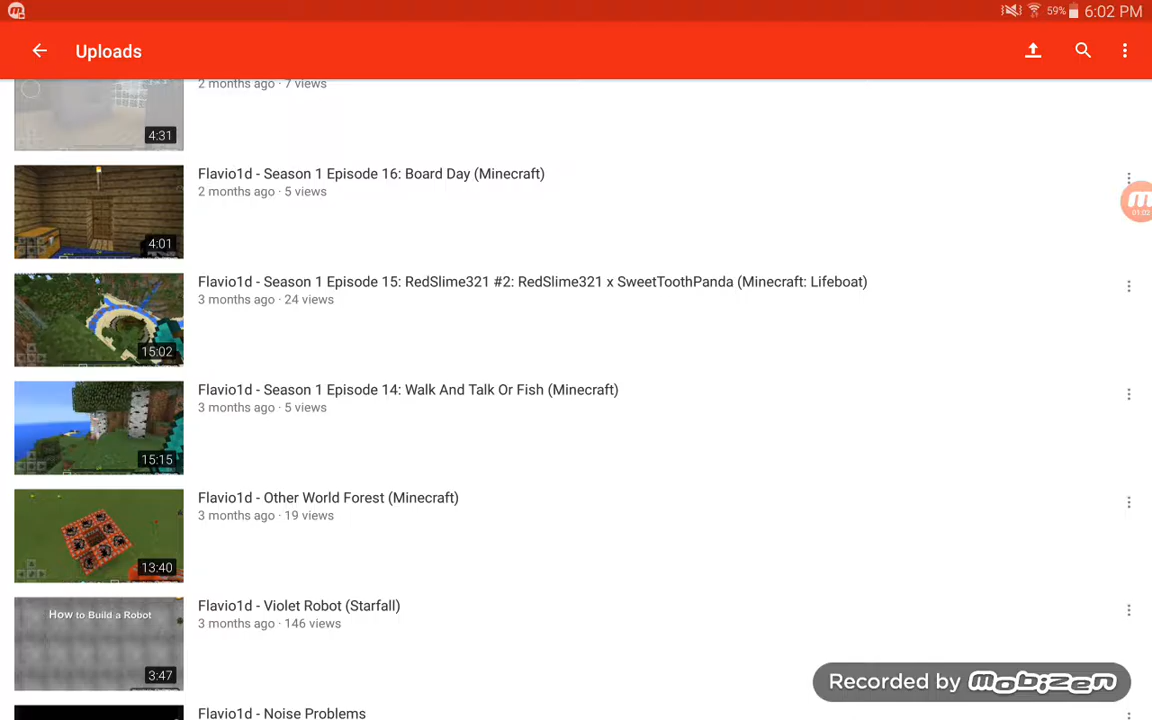 59% 6:02 PM
Uploads
2 months ago · 7 views
4:31
Flavio1d - Season 1 Episode 16: Board Day (Minecraft)
2 months ago · 5 views
4:01
01:02
Flavio1d - Season 1 Episode 15: RedSlime321 #2: RedSlime321 x SweetToothPanda (Minecraft: Lifeboat)
3 months ago · 24 views
15:02
Flavio1d - Season 1 Episode 14: Walk And Talk Or Fish (Minecraft)
3 months ago · 5 views
15:15
Flavio1d - Other World Forest (Minecraft)
3 months ago · 19 views
13:40
Flavio1d - Violet Robot (Starfall)
3 months ago · 146 views
How to Build a Robot
3:47
Recorded by mobizen
Flavio1d - Noise Problems